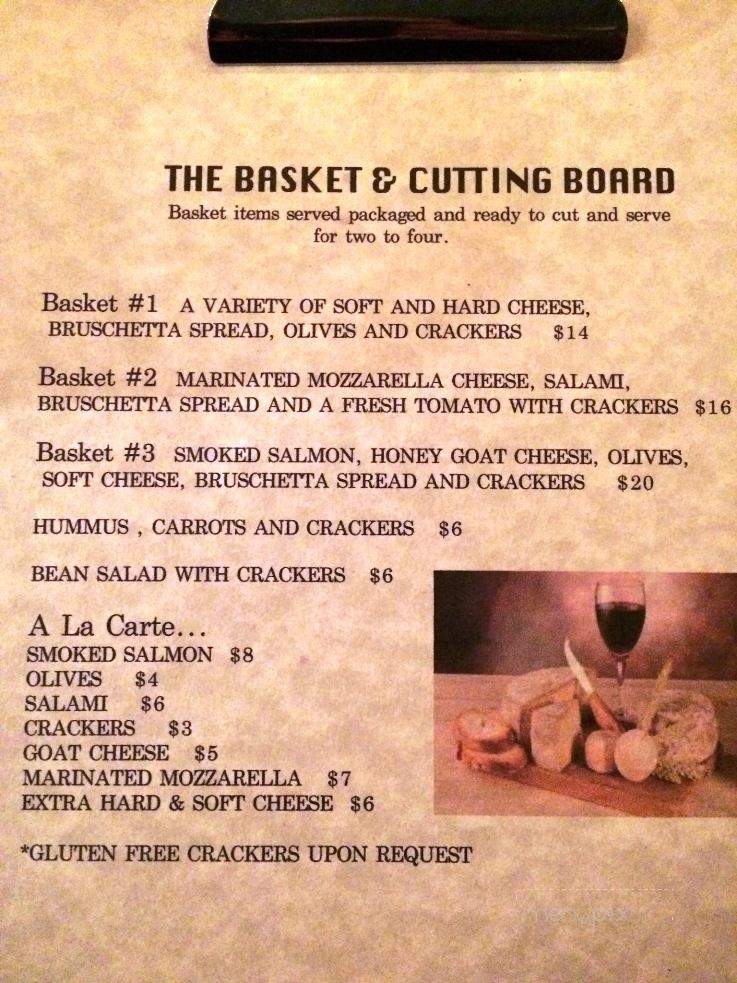 THE BASKET & CUTTING BOARD
Basket items served packaged and ready to cut and serve
for two to four.
Basket #1 A VARIETY OF SOFT AND HARD CHEESE,
BRUSCHETTA SPREAD, OLIVES AND CRACKERS $14
Basket #2 MARINATED MOZZARELLA CHEESE, SALAMI,
BRUSCHETTA SPREAD AND A FRESH TOMATO WITH CRACKERS $16
Basket #3 SMOKED SALMON, HONEY GOAT CHEESE, OLIVES,
SOFT CHEESE, BRUSCHETTA SPREAD AND CRACKERS $20
HUMMUS , CARROTS AND CRACKERS $6
BEAN SALAD WITH CRACKERS $6
A La Carte...
SMOKED SALMON $8
OLIVES $4
SALAMI $6
CRACKERS $3
GOAT CHEESE $5
MARINATED MOZZARELLA $7
EXTRA HARD & SOFT CHEESE $6
*GLUTEN FREE CRACKERS UPON REQUEST